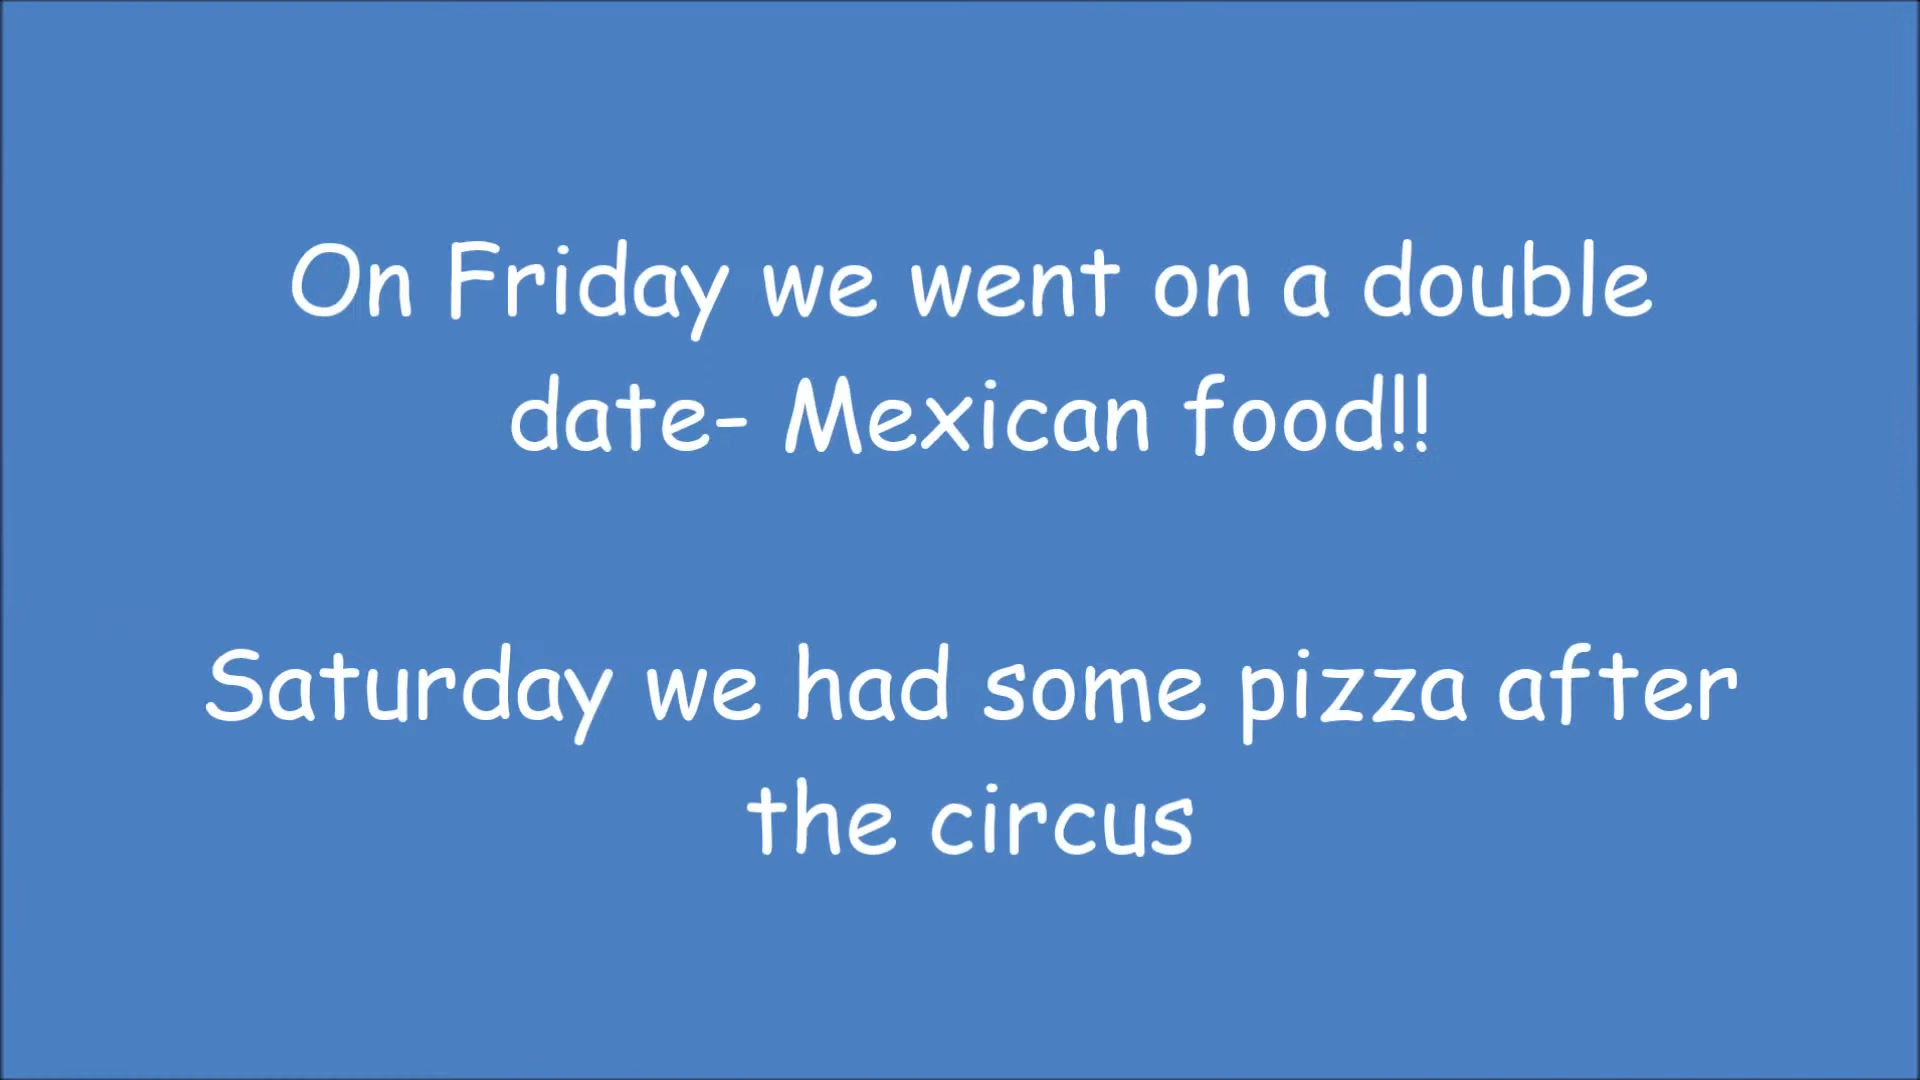 On Friday we went on a double
date- Mexican food!!
Saturday we had some pizza after
the circus